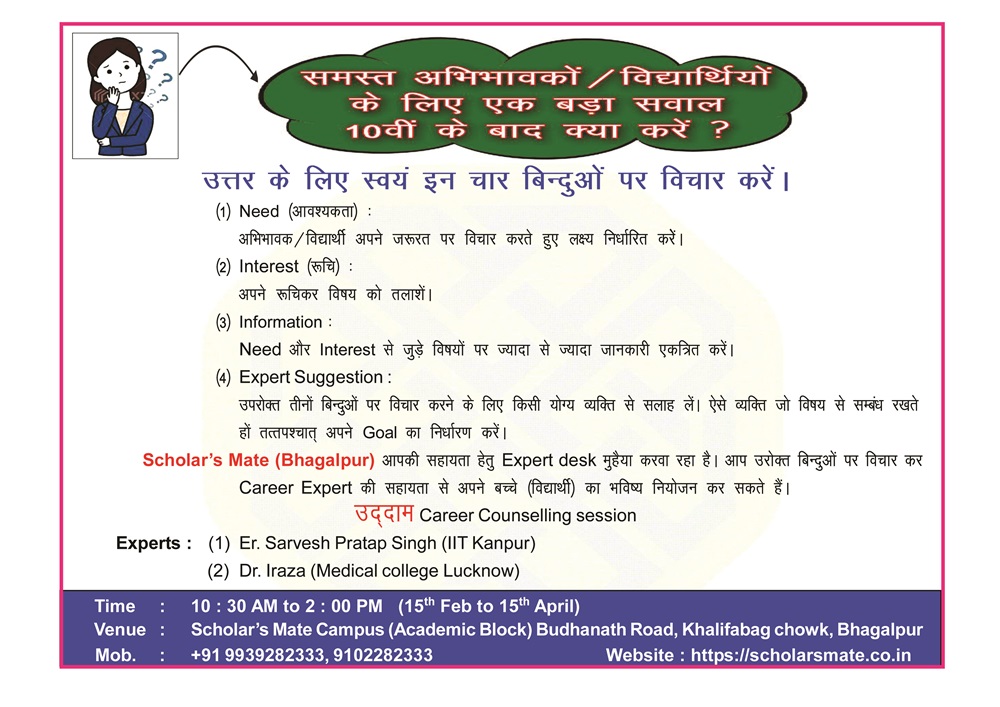 समस्त अभिभावकों / विद्यार्थियों
के लिए एक बड़ा सवाल
10वीं के बाद क्या करें ?
उत्तर के लिए स्वयं इन चार बिन्दुओं पर विचार करें।
(1) Need (आवश्यकता) :
अभिभावक/विद्यार्थी अपने जरूरत पर विचार करते हुए लक्ष्य निर्धारित करें।
(2) Interest (रूचि) :
अपने रूचिकर विषय को तलाशें।
(3) Information :
Need और Interest से जुड़े विषयों पर ज्यादा से ज्यादा जानकारी एकत्रित करें।
(4) Expert Suggestion :
उपरोक्त तीनों बिन्दुओं पर विचार करने के लिए किसी योग्य व्यक्ति से सलाह लें। ऐसे व्यक्ति जो विषय से सम्बंध रखते
हों तत्तपश्चात् अपने Goal का निर्धारण करें।
Scholar's Mate (Bhagalpur) आपकी सहायता हेतु Expert desk मुहैया करवा रहा है। आप उरोक्त बिन्दुओं पर विचार कर
Career Expert की सहायता से अपने बच्चे (विद्यार्थी) का भविष्य नियोजन कर सकते हैं।
उद्दाम Career Counselling session
Experts : (1) Er. Sarvesh Pratap Singh (IIT Kanpur)
(2) Dr. Iraza (Medical college Lucknow)
Time : 10 : 30 AM to 2 : 00 PM (15th Feb to 15th April)
Venue : Scholar's Mate Campus (Academic Block) Budhanath Road, Khalifabag chowk, Bhagalpur
Mob. : +91 9939282333, 9102282333 Website : https://scholarsmate.co.in